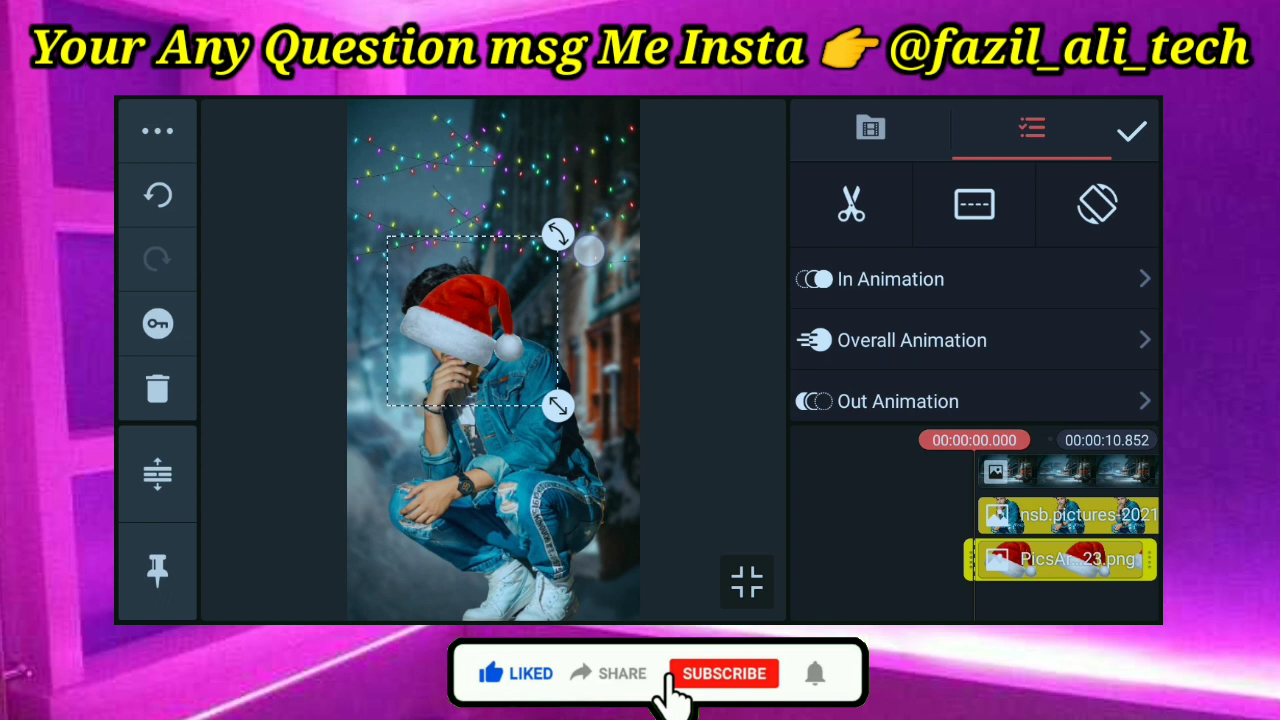 Your Any Question msg Me Insta 👉 @fazil_ali_tech
In Animation
Overall Animation
Out Animation
00:00:00.000
00:00:10.852
nsb.pictures-2021
PicsAr...23.png
LIKED
SHARE
SUBSCRIBE